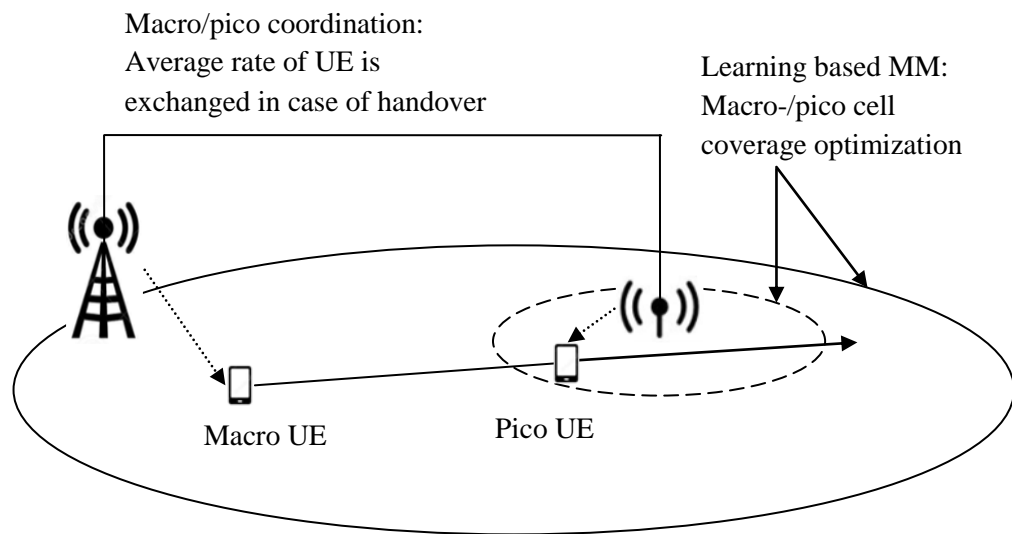 Macro/pico coordination:
Average rate of UE is
exchanged in case of handover
Learning based MM:
Macro-/pico cell
coverage optimization
Macro UE
Pico UE